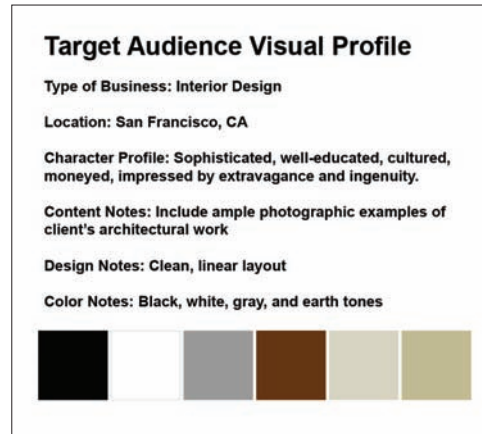 Target Audience Visual Profile
Type of Business: Interior Design
Location: San Francisco, CA
Character Profile: Sophisticated, well-educated, cultured,
moneyed, impressed by extravagance and ingenuity.
Content Notes: Include ample photographic examples of
client's architectural work
Design Notes: Clean, linear layout
Color Notes: Black, white, gray, and earth tones